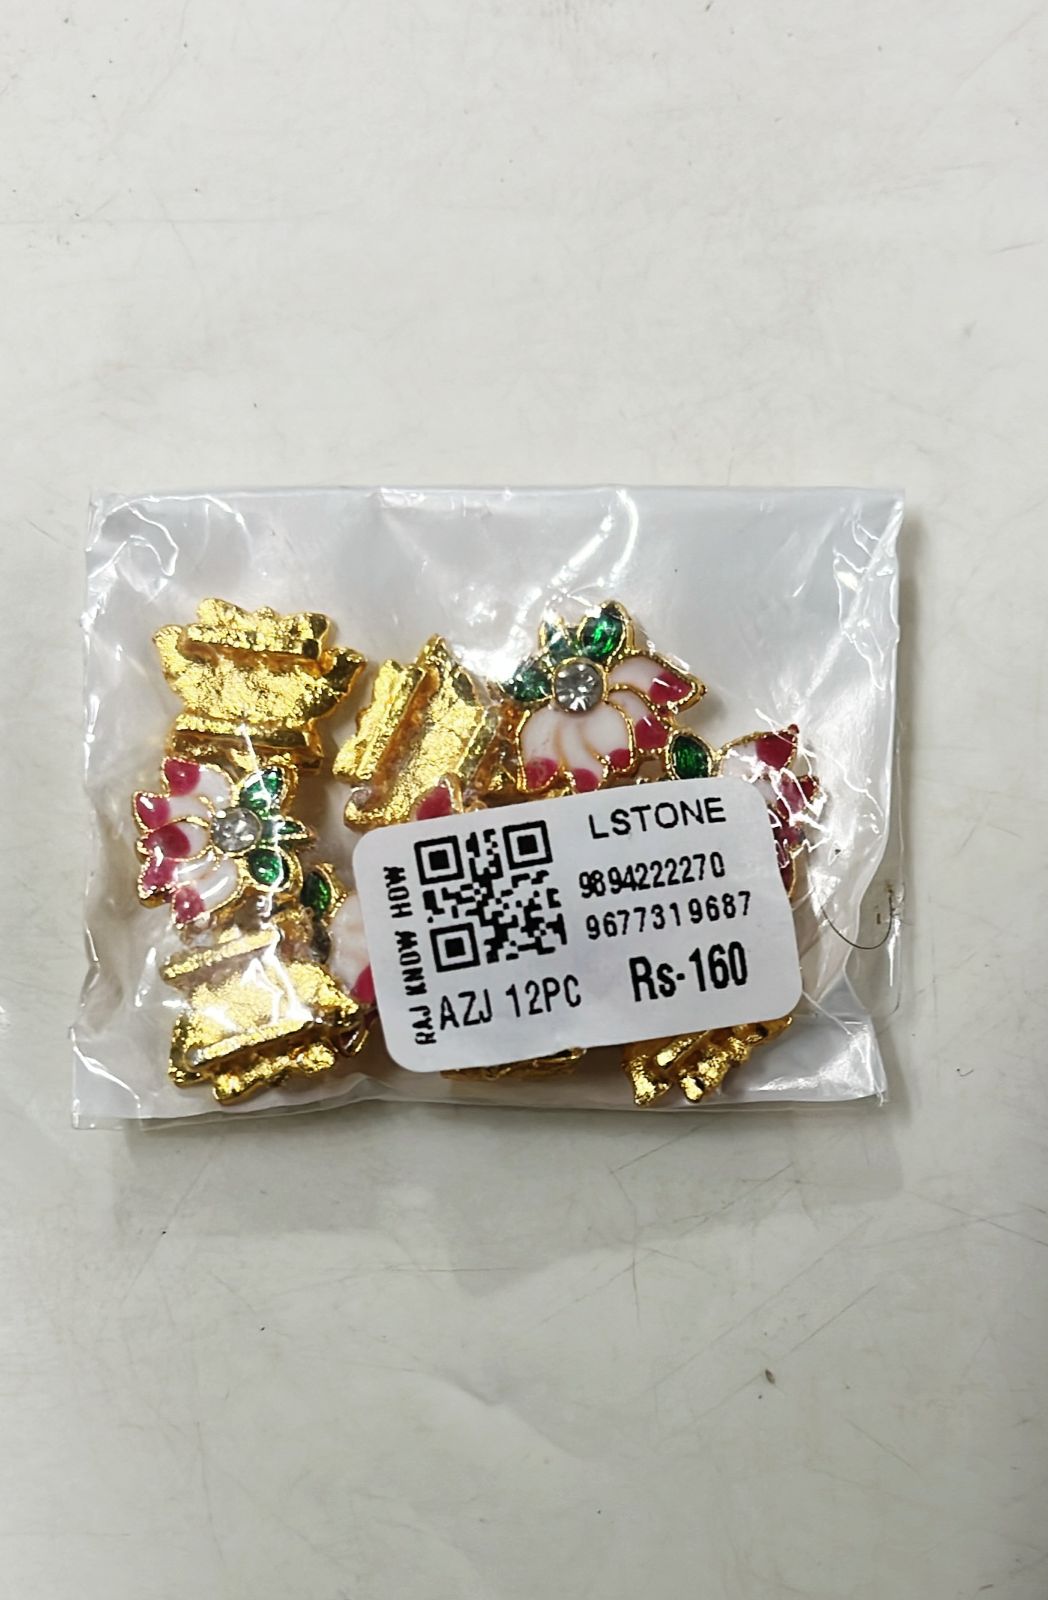 LSTONE
9894222270
9677319687
RAJ KNOW HOW
AZJ 12PC
Rs-160